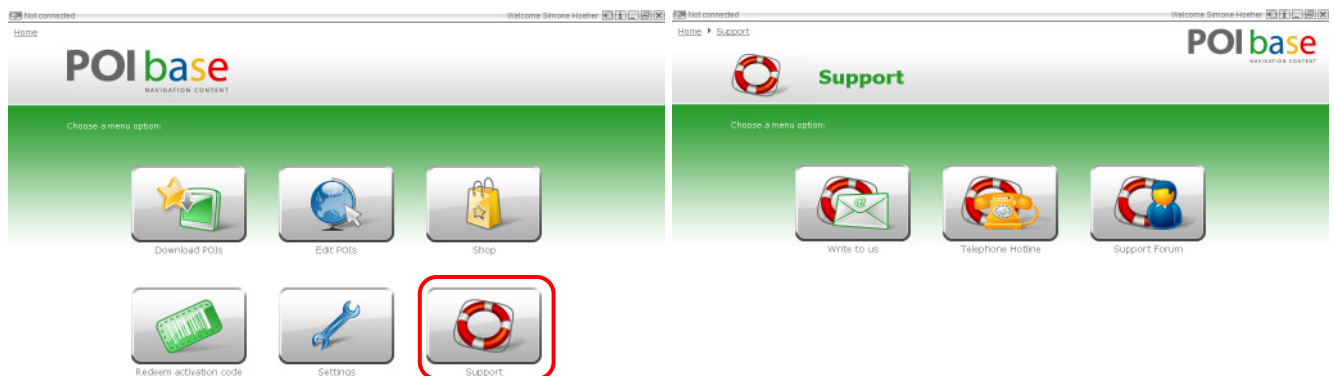 Not connected
Welcome Simone Hoeher
Home
POI base
NAVIGATION CONTENT
Choose a menu option:
Download POIs
Edit POIs
Shop
Redeem activation code
Settings
Support
Not connected
Welcome Simone Hoeher
Home Support
POI base
NAVIGATION CONTENT
Support
Choose a menu option:
@
Write to us
Telephone Hotline
Support Forum